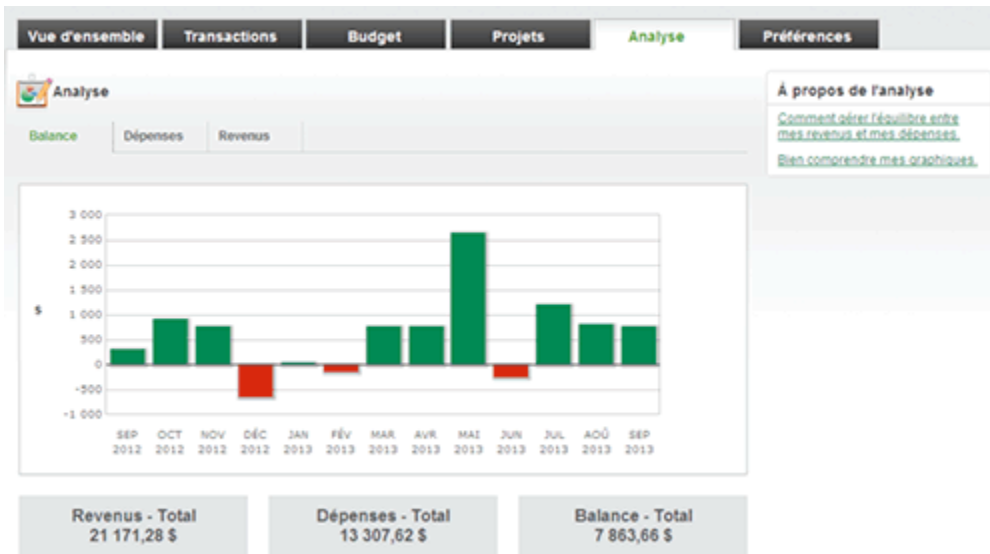 Vue d'ensemble Transactions Budget Projets Analyse Préférences
Analyse
Balance Dépenses Revenus
À propos de l'analyse
Comment gérer l'équilibre entre
mes revenus et mes dépenses.
Bien comprendre mes graphiques.
3 000
2 500
2 000
1 500
$
1 000
500
0
-500
-1 000
SEP OCT NOV DÉC JAN FÉV MAR AVR MAI JUN JUL AOÛ SEP
2012 2012 2012 2012 2013 2013 2013 2013 2013 2013 2013 2013 2013
Revenus - Total Dépenses - Total Balance - Total
21 171,28 $ 13 307,62 $ 7 863,66 $